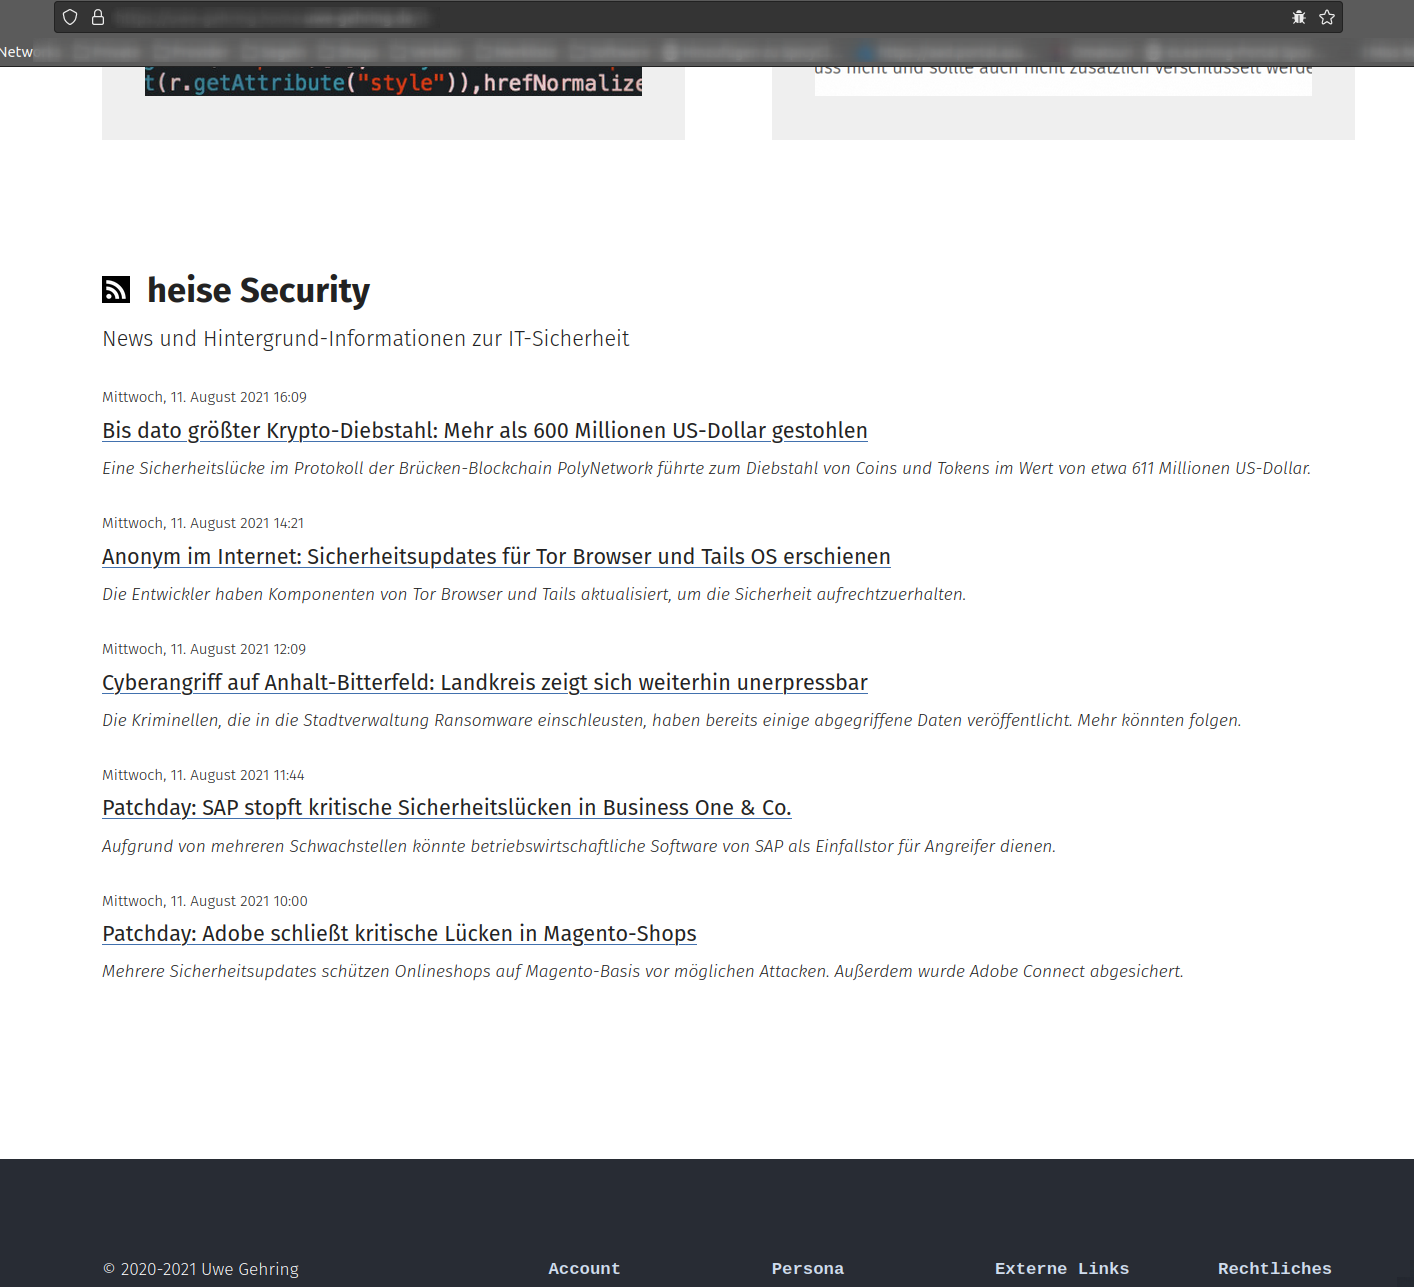 Netw
t(r.getAttribute("style")),hrefNormalize
uss nicht und sollte auch nicht zusätzlich verschlüsselt werde
heise Security
News und Hintergrund-Informationen zur IT-Sicherheit
Mittwoch, 11. August 2021 16:09
Bis dato größter Krypto-Diebstahl: Mehr als 600 Millionen US-Dollar gestohlen
Eine Sicherheitslücke im Protokoll der Brücken-Blockchain PolyNetwork führte zum Diebstahl von Coins und Tokens im Wert von etwa 611 Millionen US-Dollar.
Mittwoch, 11. August 2021 14:21
Anonym im Internet: Sicherheitsupdates für Tor Browser und Tails OS erschienen
Die Entwickler haben Komponenten von Tor Browser und Tails aktualisiert, um die Sicherheit aufrechtzuerhalten.
Mittwoch, 11. August 2021 12:09
Cyberangriff auf Anhalt-Bitterfeld: Landkreis zeigt sich weiterhin unerpressbar
Die Kriminellen, die in die Stadtverwaltung Ransomware einschleusten, haben bereits einige abgegriffene Daten veröffentlicht. Mehr könnten folgen.
Mittwoch, 11. August 2021 11:44
Patchday: SAP stopft kritische Sicherheitslücken in Business One & Co.
Aufgrund von mehreren Schwachstellen könnte betriebswirtschaftliche Software von SAP als Einfallstor für Angreifer dienen.
Mittwoch, 11. August 2021 10:00
Patchday: Adobe schließt kritische Lücken in Magento-Shops
Mehrere Sicherheitsupdates schützen Onlineshops auf Magento-Basis vor möglichen Attacken. Außerdem wurde Adobe Connect abgesichert.
© 2020-2021 Uwe Gehring
Account
Persona
Externe Links
Rechtliches